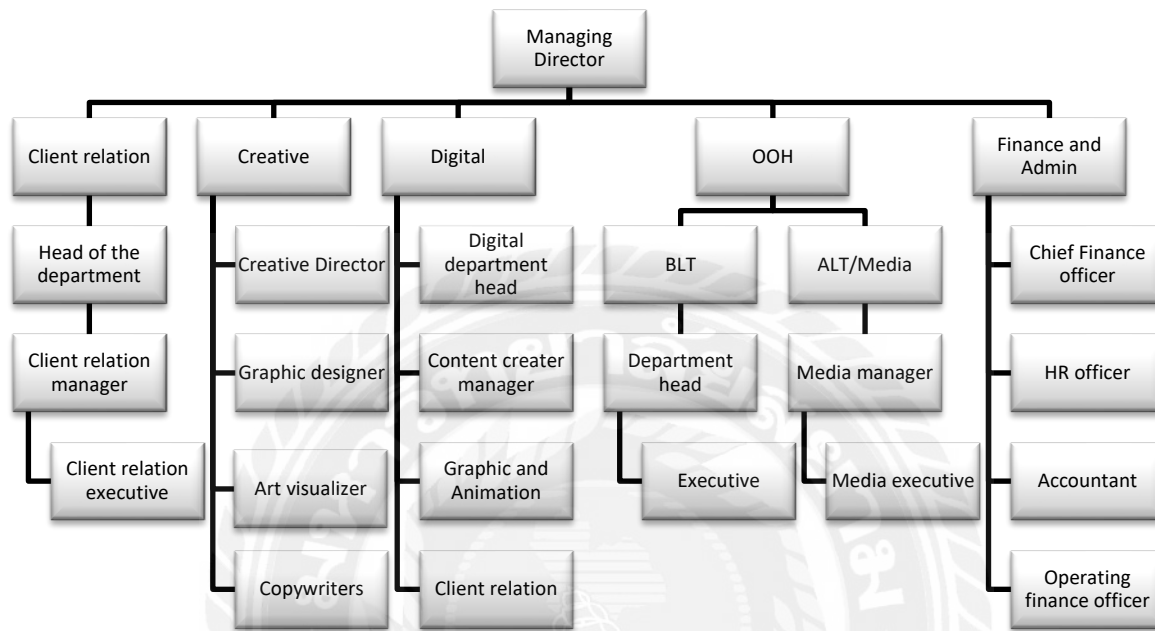 Managing
Director
Client relation
Creative
Digital
OOH
Finance and
Admin
Head of the
department
Creative Director
Digital
department
head
BLT
ALT/Media
Chief Finance
officer
Client relation
manager
Graphic designer
Content creater
manager
Department
head
Media manager
HR officer
Client relation
executive
Art visualizer
Graphic and
Animation
Executive
Media executive
Accountant
Copywriters
Client relation
Operating
finance officer